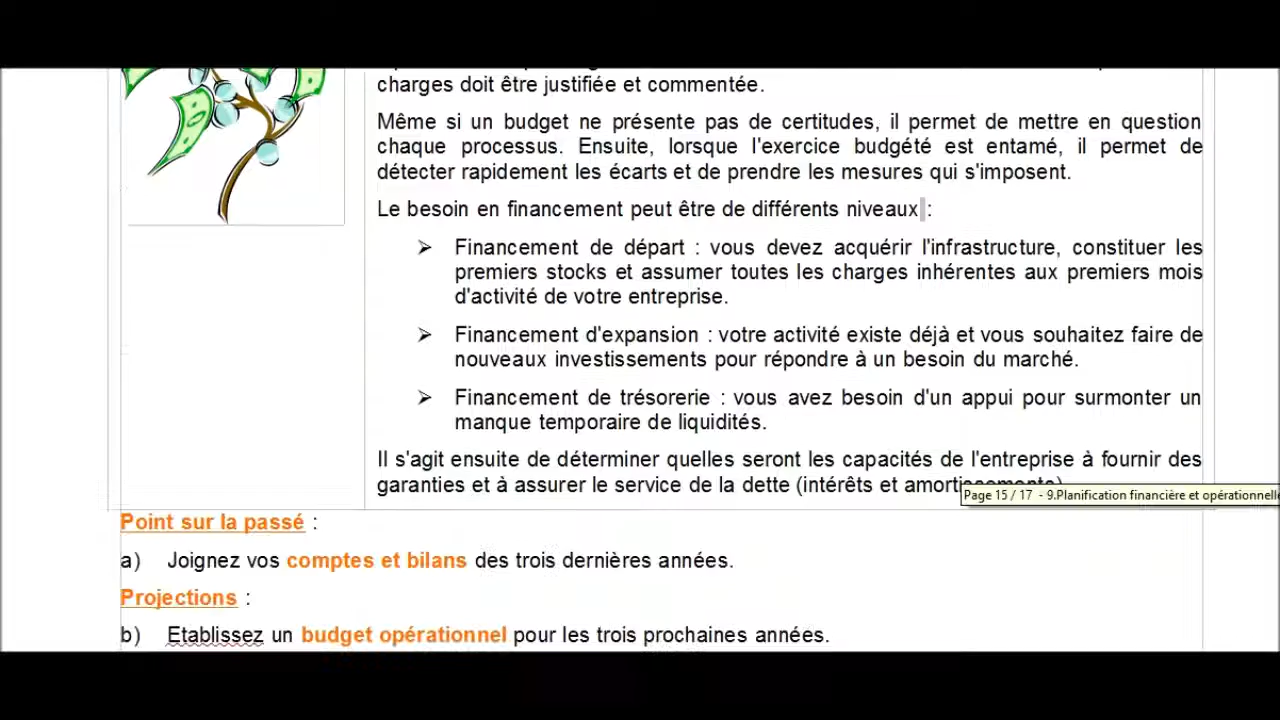 charges doit être justifiée et commentée.
Même si un budget ne présente pas de certitudes, il permet de mettre en question
chaque processus. Ensuite, lorsque l'exercice budgété est entamé, il permet de
détecter rapidement les écarts et de prendre les mesures qui s'imposent.
Le besoin en financement peut être de différents niveaux :
➢ Financement de départ : vous devez acquérir l'infrastructure, constituer les
premiers stocks et assumer toutes les charges inhérentes aux premiers mois
d'activité de votre entreprise.
➢ Financement d'expansion : votre activité existe déjà et vous souhaitez faire de
nouveaux investissements pour répondre à un besoin du marché.
➢ Financement de trésorerie : vous avez besoin d'un appui pour surmonter un
manque temporaire de liquidités.
Il s'agit ensuite de déterminer quelles seront les capacités de l'entreprise à fournir des
garanties et à assurer le service de la dette (intérêts et amortissements)
Page 15 / 17 - 9.Planification financière et opérationnelle
Point sur la passé :
a) Joignez vos comptes et bilans des trois dernières années.
Projections :
b) Etablissez un budget opérationnel pour les trois prochaines années.